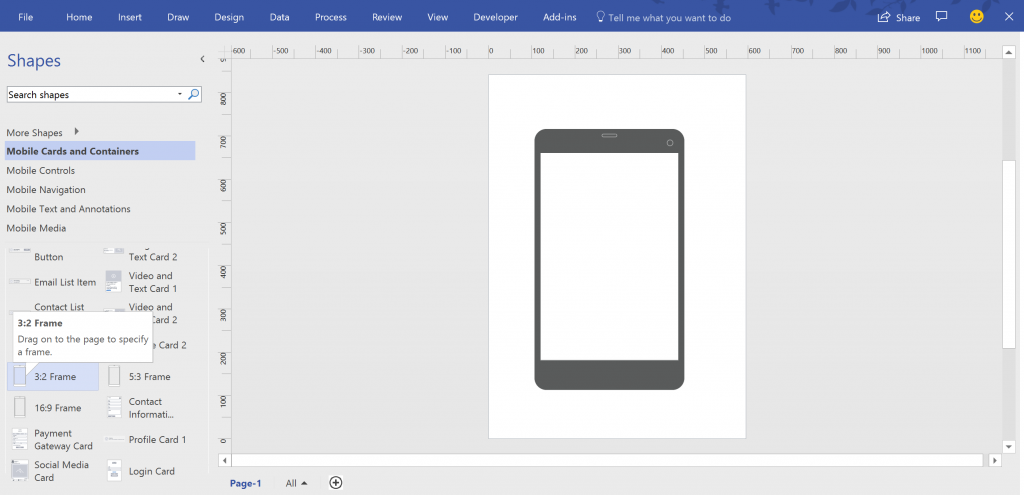 File Home Insert Draw Design Data Process Review View Developer Add-ins Tell me what you want to do Share
Shapes
Search shapes
More Shapes
Mobile Cards and Containers
Mobile Controls
Mobile Navigation
Mobile Text and Annotations
Mobile Media
Button
Text Card 2
Email List Item
Video and
Text Card 1
Contact List
Video and
Card 2
3:2 Frame
Drag on to the page to specify
a frame.
Card 2
3:2 Frame
5:3 Frame
16:9 Frame
Contact
Informati...
Payment
Gateway Card
Profile Card 1
Social Media
Card
Login Card
-600 -500 -400 -300 -200 -100 0 100 200 300 400 500 600 700 800 900 1000 1100
800
700
600
500
400
300
200
100
0
Page-1 All